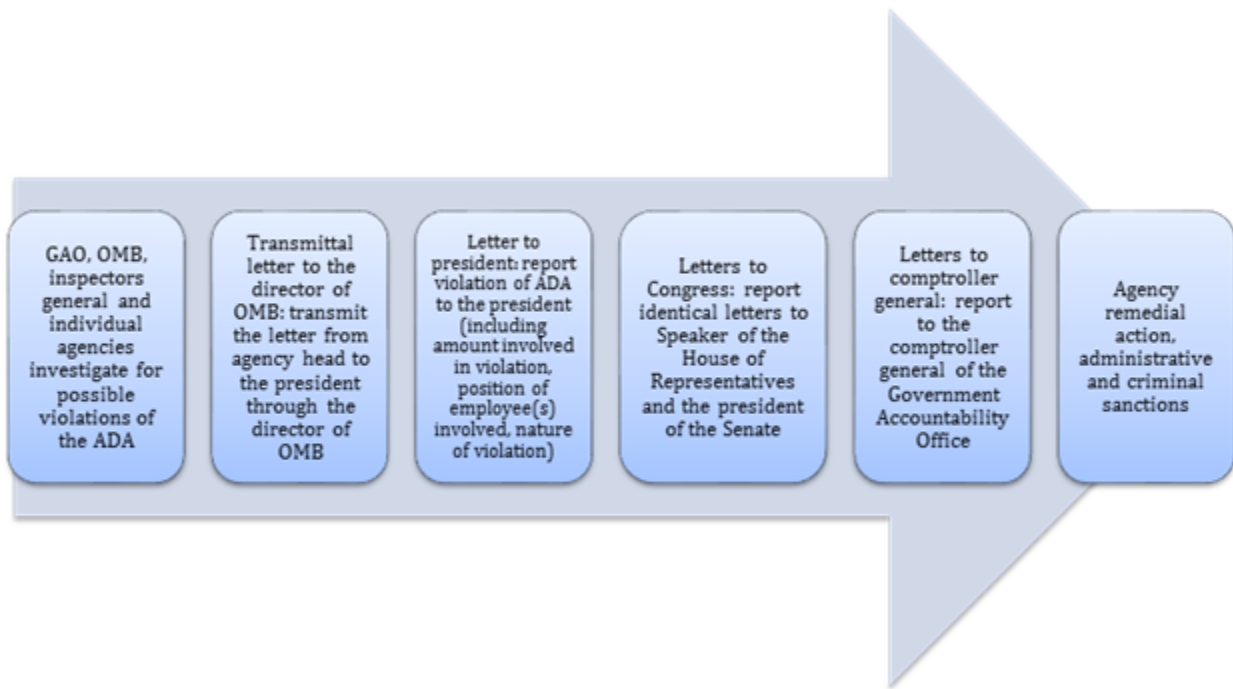 GAO, OMB,
inspectors
general and
individual
agencies
investigate for
possible
violations of
the ADA
Transmittal
letter to the
director of
OMB: transmit
the letter from
agency head to
the president
through the
director of
OMB
Letter to
president: report
violation of ADA
to the president
(including
amount involved
in violation,
position of
employee(s)
involved, nature
of violation)
Letters to
Congress: report
identical letters to
Speaker of the
House of
Representatives
and the president
of the Senate
Letters to
comptroller
general: report
to the
comptroller
general of the
Government
Accountability
Office
Agency
remedial
action,
administrative
and criminal
sanctions